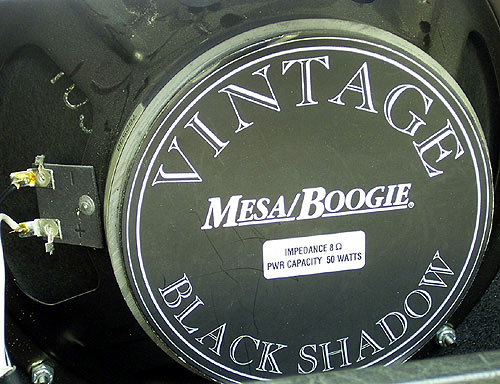 VINTAGE
MESA/BOOGIE®
IMPEDANCE 8 Ω
PWR CAPACITY 50 WATTS
BLACK SHADOW
- 
+